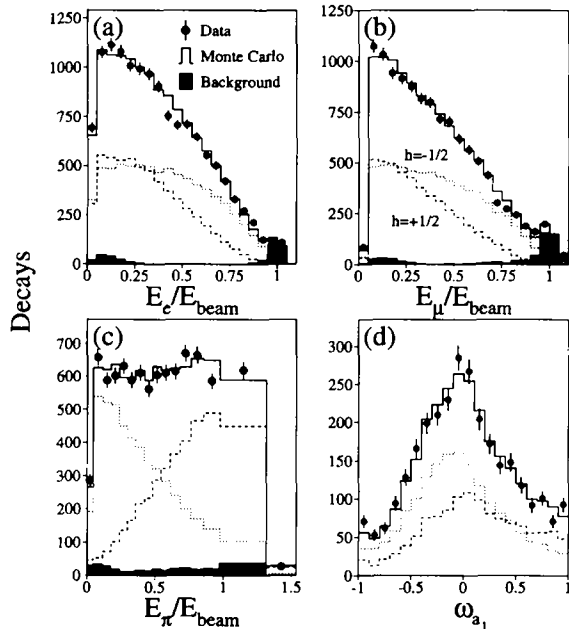 (a)
Data
Monte Carlo
Background
1000
750
500
250
0
0 0.25 0.5 0.75 1
E_e/E_beam
(b)
1000
750
500
250
0
h=-1/2
h=+1/2
0 0.25 0.5 0.75 1
E_μ/E_beam
Decays
(c)
700
600
500
400
300
200
100
0
0 0.5 1 1.5
E_π/E_beam
(d)
300
250
200
150
100
50
0
-1 -0.5 0 0.5 1
ω_a₁